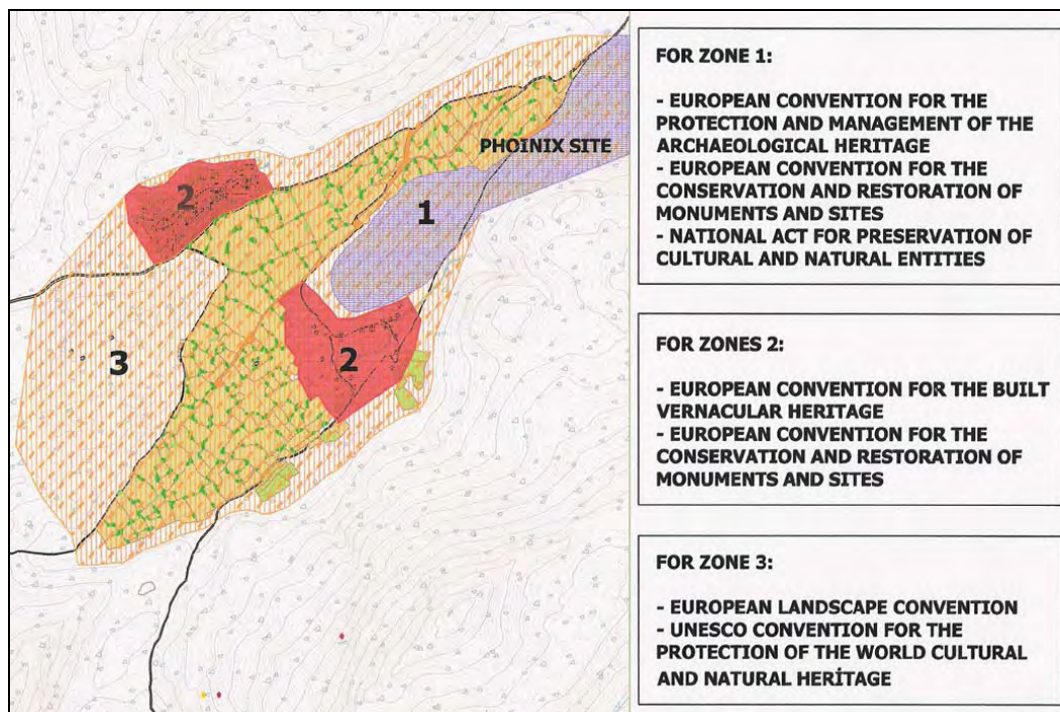 PHOINIX SITE
2
1
3
2
FOR ZONE 1:
- EUROPEAN CONVENTION FOR THE
PROTECTION AND MANAGEMENT OF THE
ARCHAEOLOGICAL HERITAGE
- EUROPEAN CONVENTION FOR THE
CONSERVATION AND RESTORATION OF
MONUMENTS AND SITES
- NATIONAL ACT FOR PRESERVATION OF
CULTURAL AND NATURAL ENTITIES
FOR ZONES 2:
- EUROPEAN CONVENTION FOR THE BUILT
VERNACULAR HERITAGE
- EUROPEAN CONVENTION FOR THE
CONSERVATION AND RESTORATION OF
MONUMENTS AND SITES
FOR ZONE 3:
- EUROPEAN LANDSCAPE CONVENTION
- UNESCO CONVENTION FOR THE
PROTECTION OF THE WORLD CULTURAL
AND NATURAL HERİTAGE